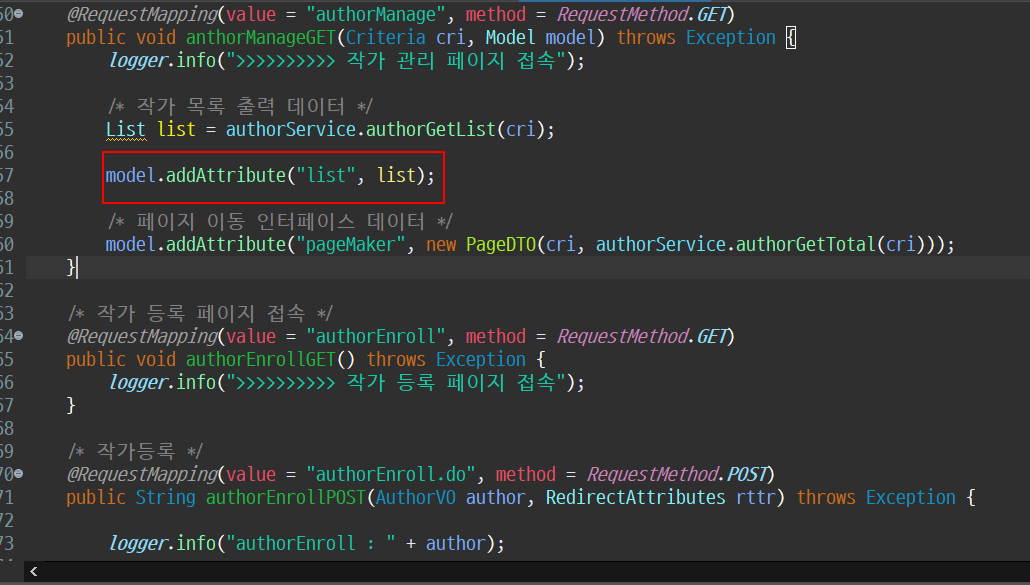 50 @RequestMapping(value = "authorManage", method = RequestMethod.GET)
51 public void anthorManageGET(Criteria cri, Model model) throws Exception {
52 logger.info(">>>>>>>>>> 작가 관리 페이지 접속");
53
54 /* 작가 목록 출력 데이터 */
55 List list = authorService.authorGetList(cri);
56
57 model.addAttribute("list", list);
58
59 /* 페이지 이동 인터페이스 데이터 */
60 model.addAttribute("pageMaker", new PageDTO(cri, authorService.authorGetTotal(cri)));
61 }
62
63 /* 작가 등록 페이지 접속 */
64 @RequestMapping(value = "authorEnroll", method = RequestMethod.GET)
65 public void authorEnrollGET() throws Exception {
66 logger.info(">>>>>>>>>> 작가 등록 페이지 접속");
67 }
68
69 /* 작가등록 */
70 @RequestMapping(value = "authorEnroll.do", method = RequestMethod.POST)
71 public String authorEnrollPOST(AuthorVO author, RedirectAttributes rttr) throws Exception {
72
73 logger.info("authorEnroll : " + author);